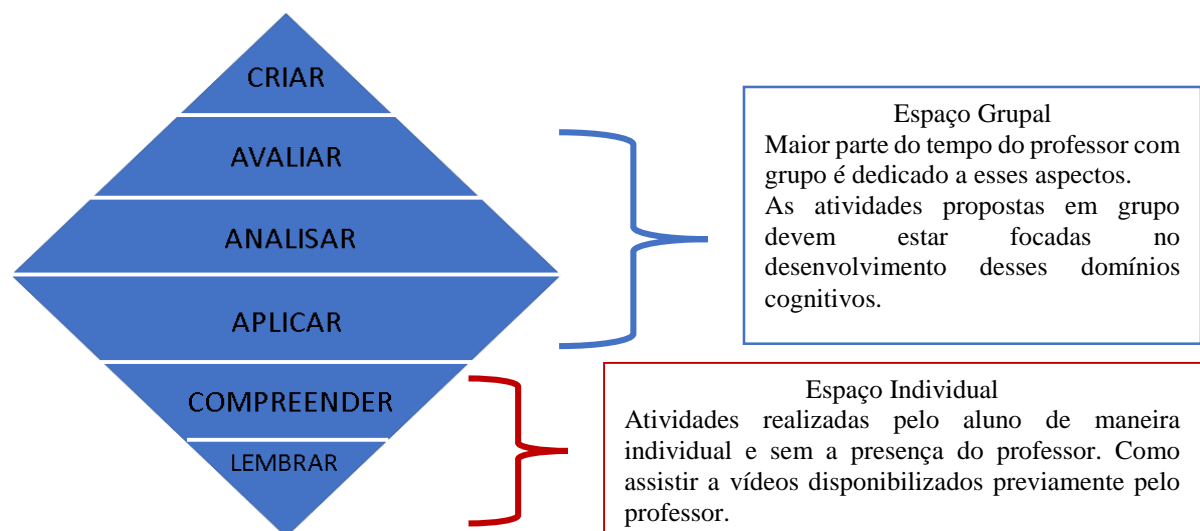 CRIAR
AVALIAR
ANALISAR
APLICAR
COMPREENDER
LEMBRAR
Espaço Grupal
Maior parte do tempo do professor com
grupo é dedicado a esses aspectos.
As atividades propostas em grupo
devem estar focadas no
desenvolvimento desses domínios
cognitivos.
Espaço Individual
Atividades realizadas pelo aluno de maneira
individual e sem a presença do professor. Como
assistir a vídeos disponibilizados previamente pelo
professor.